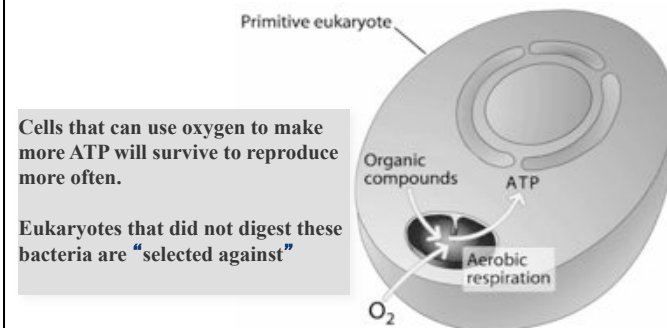 Primitive eukaryote
Cells that can use oxygen to make
more ATP will survive to reproduce
more often.
Eukaryotes that did not digest these
bacteria are “selected against”
Organic
compounds
ATP
Aerobic
respiration
O₂